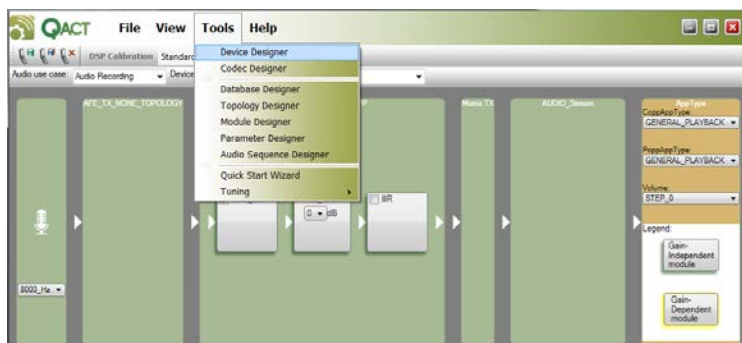 QACT File View Tools Help
DSP Calibration Standard
Audio use case: Audio Recording Device
Device Designer
Codec Designer
Database Designer
Topology Designer
Module Designer
Parameter Designer
Audio Sequence Designer
Quick Start Wizard
Tuning
AFE_TX_NONE_TOPOLOGY
Matrix TX
AUDIO_Stream
AppType
CoppAppType:
GENERAL_PLAYBACK
PoppAppType:
GENERAL_PLAYBACK
Volume:
STEP_0
Legend:
Gain-
Independent
module
Gain-
Dependent
module
IIR
0 dB
8000_Hz